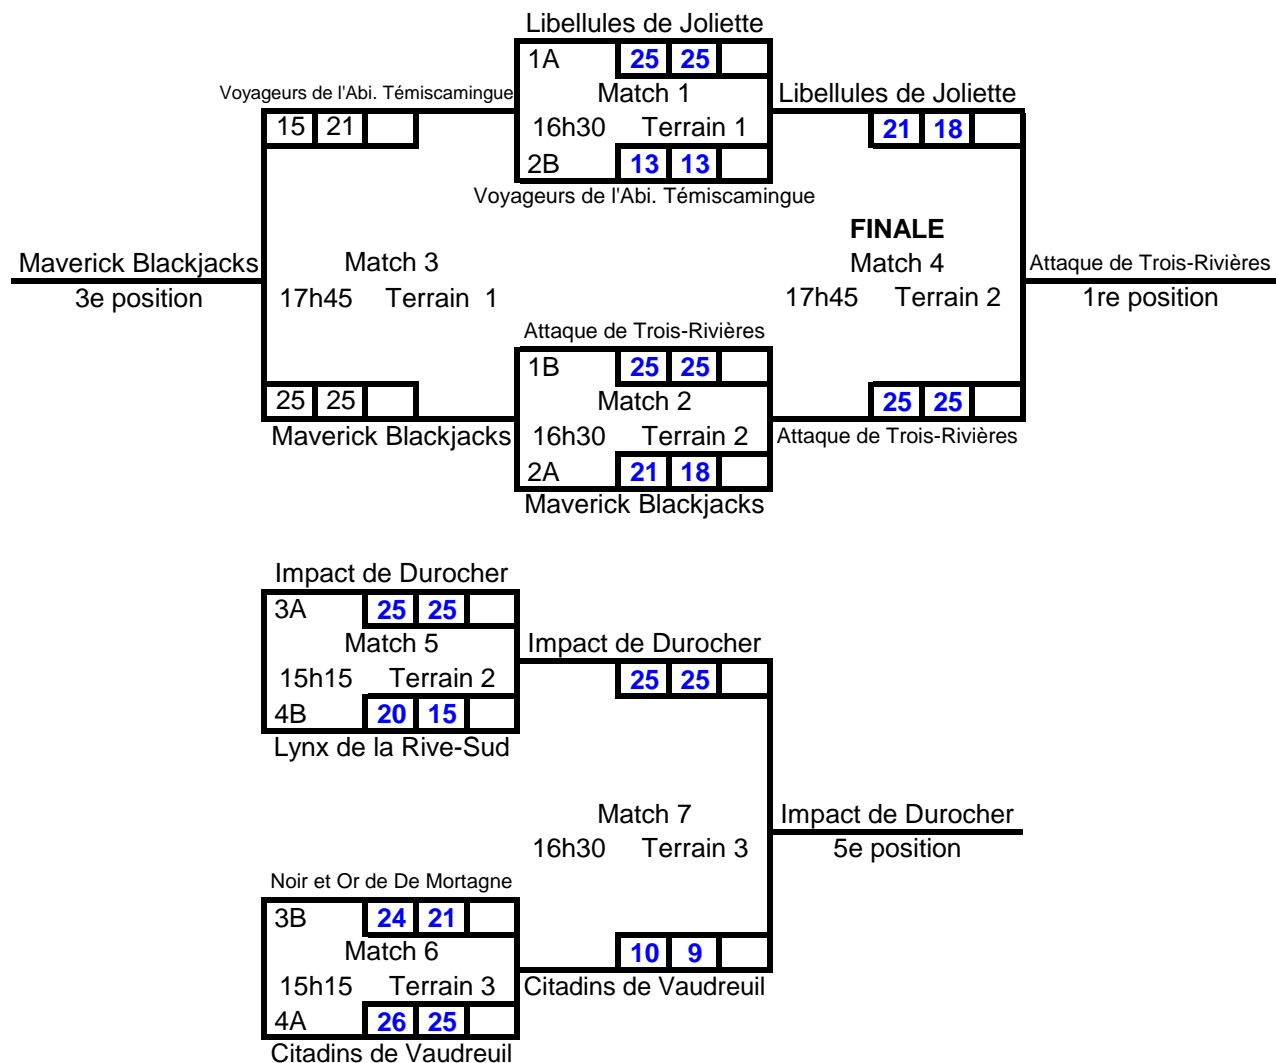 Libellules de Joliette
1A 25 25
Voyageurs de l'Abi. Témiscamingue Match 1 Libellules de Joliette
15 21 16h30 Terrain 1 21 18
2B 13 13
Voyageurs de l'Abi. Témiscamingue
FINALE
Maverick Blackjacks Match 3 Match 4 Attaque de Trois-Rivières
3e position 17h45 Terrain 1 17h45 Terrain 2 1re position
Attaque de Trois-Rivières
1B 25 25
25 25 Match 2 25 25
Maverick Blackjacks 16h30 Terrain 2 Attaque de Trois-Rivières
2A 21 18
Maverick Blackjacks
Impact de Durocher
3A 25 25
Match 5 Impact de Durocher
15h15 Terrain 2 25 25
4B 20 15
Lynx de la Rive-Sud
Match 7 Impact de Durocher
16h30 Terrain 3 5e position
Noir et Or de De Mortagne
3B 24 21
Match 6 10 9
15h15 Terrain 3 Citadins de Vaudreuil
4A 26 25
Citadins de Vaudreuil